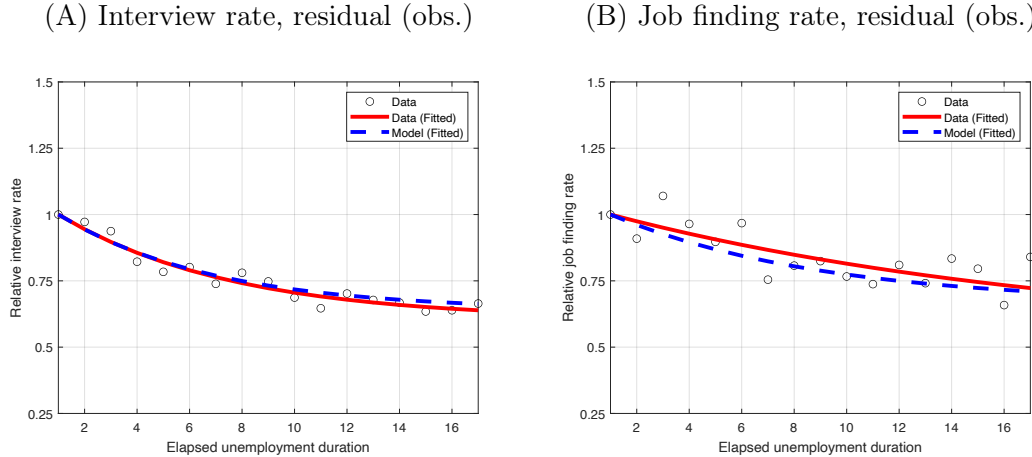 (A) Interview rate, residual (obs.)
1.5
1.25
1
0.75
0.5
0.25
Relative interview rate
2 4 6 8 10 12 14 16
Elapsed unemployment duration
Data
Data (Fitted)
Model (Fitted)
(B) Job finding rate, residual (obs.)
1.5
1.25
1
0.75
0.5
0.25
Relative job finding rate
2 4 6 8 10 12 14 16
Elapsed unemployment duration
Data
Data (Fitted)
Model (Fitted)